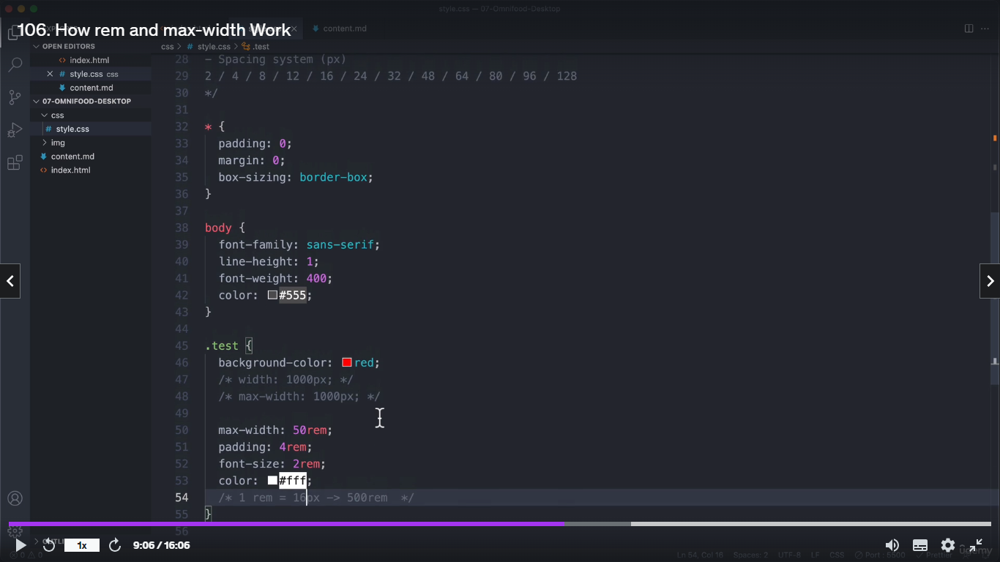 style.css — 07-Omnifood-Desktop
106. How rem and max-width Work
content.md
OPEN EDITORS
index.html
style.css css
content.md
07-OMNIFOOD-DESKTOP
css
style.css
img
content.md
index.html
css > style.css > .test
28 - Spacing system (px)
29 2 / 4 / 8 / 12 / 16 / 24 / 32 / 48 / 64 / 80 / 96 / 128
30 */
31
32 * {
33 padding: 0;
34 margin: 0;
35 box-sizing: border-box;
36 }
37
38 body {
39 font-family: sans-serif;
40 line-height: 1;
41 font-weight: 400;
42 color: #555;
43 }
44
45 .test {
46 background-color: red;
47 /* width: 1000px; */
48 /* max-width: 1000px; */
49
50 max-width: 50rem;
51 padding: 4rem;
52 font-size: 2rem;
53 color: #fff;
54 /* 1 rem = 16px -> 500rem */
55 }
56
1x
9:06 / 16:06
Ln 54, Col 16 Spaces: 2 UTF-8 LF CSS Port : 5500 Prettier
ûdemy